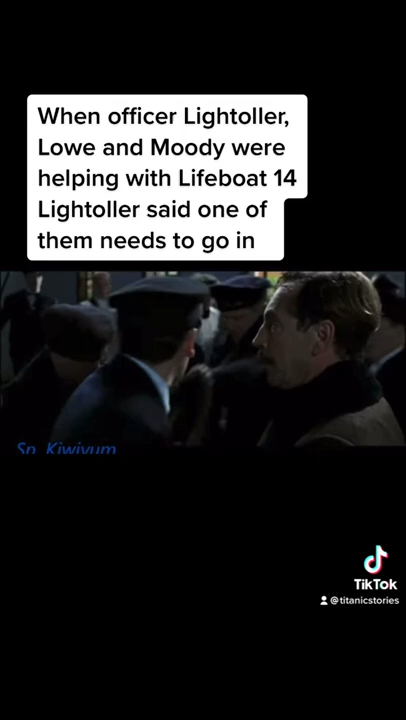 When officer Lightoller,
Lowe and Moody were
helping with Lifeboat 14
Lightoller said one of
them needs to go in
Sp_Kiwiyum
TikTok
@titanicstories